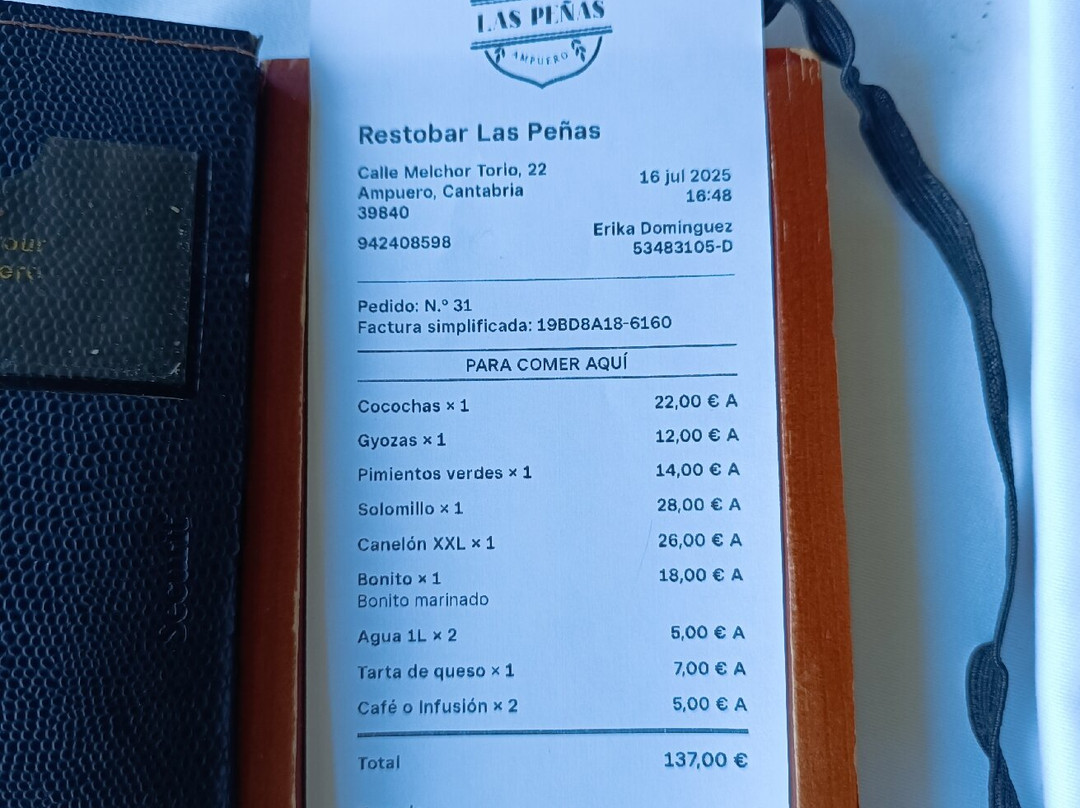 LAS PEÑAS
AMPUERO
Restobar Las Peñas
Calle Melchor Torio, 22
Ampuero, Cantabria
39840
942408598
16 jul 2025
16:48
Erika Dominguez
53483105-D
Pedido: N.º 31
Factura simplificada: 19BD8A18-6160
PARA COMER AQUÍ
Cocochas × 1 22,00 € A
Gyozas × 1 12,00 € A
Pimientos verdes × 1 14,00 € A
Solomillo × 1 28,00 € A
Canelón XXL × 1 26,00 € A
Bonito × 1 18,00 € A
Bonito marinado
Agua 1L × 2 5,00 € A
Tarta de queso × 1 7,00 € A
Café o Infusión × 2 5,00 € A
Total 137,00 €